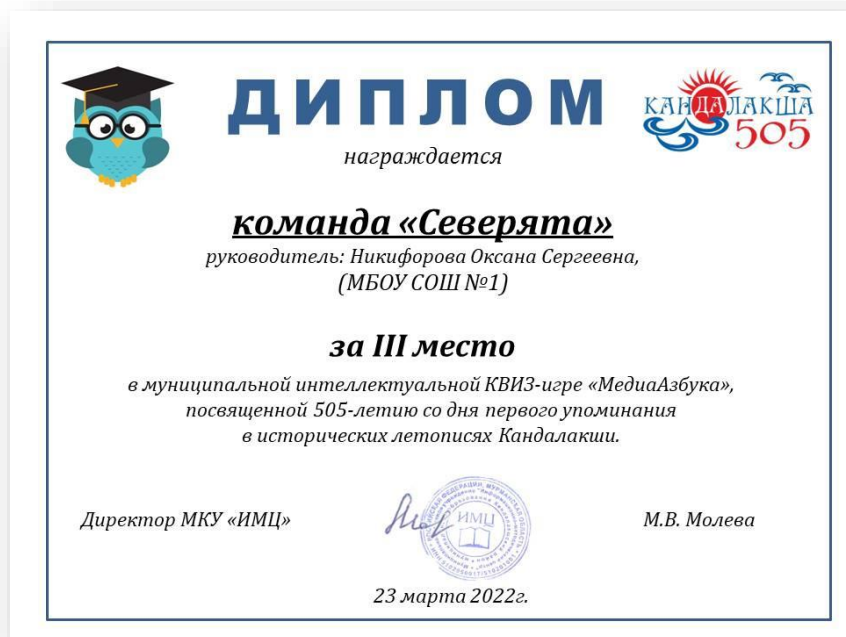 ДИПЛОМ
КАНДАЛАКША
505
награждается
команда «Северята»
руководитель: Никифорова Оксана Сергеевна,
(МБОУ СОШ №1)
за III место
в муниципальной интеллектуальной КВИЗ-игре «МедиаАзбука»,
посвященной 505-летию со дня первого упоминания
в исторических летописях Кандалакши.
Директор МКУ «ИМЦ»
ИМЦ
М.В. Молева
23 марта 2022г.